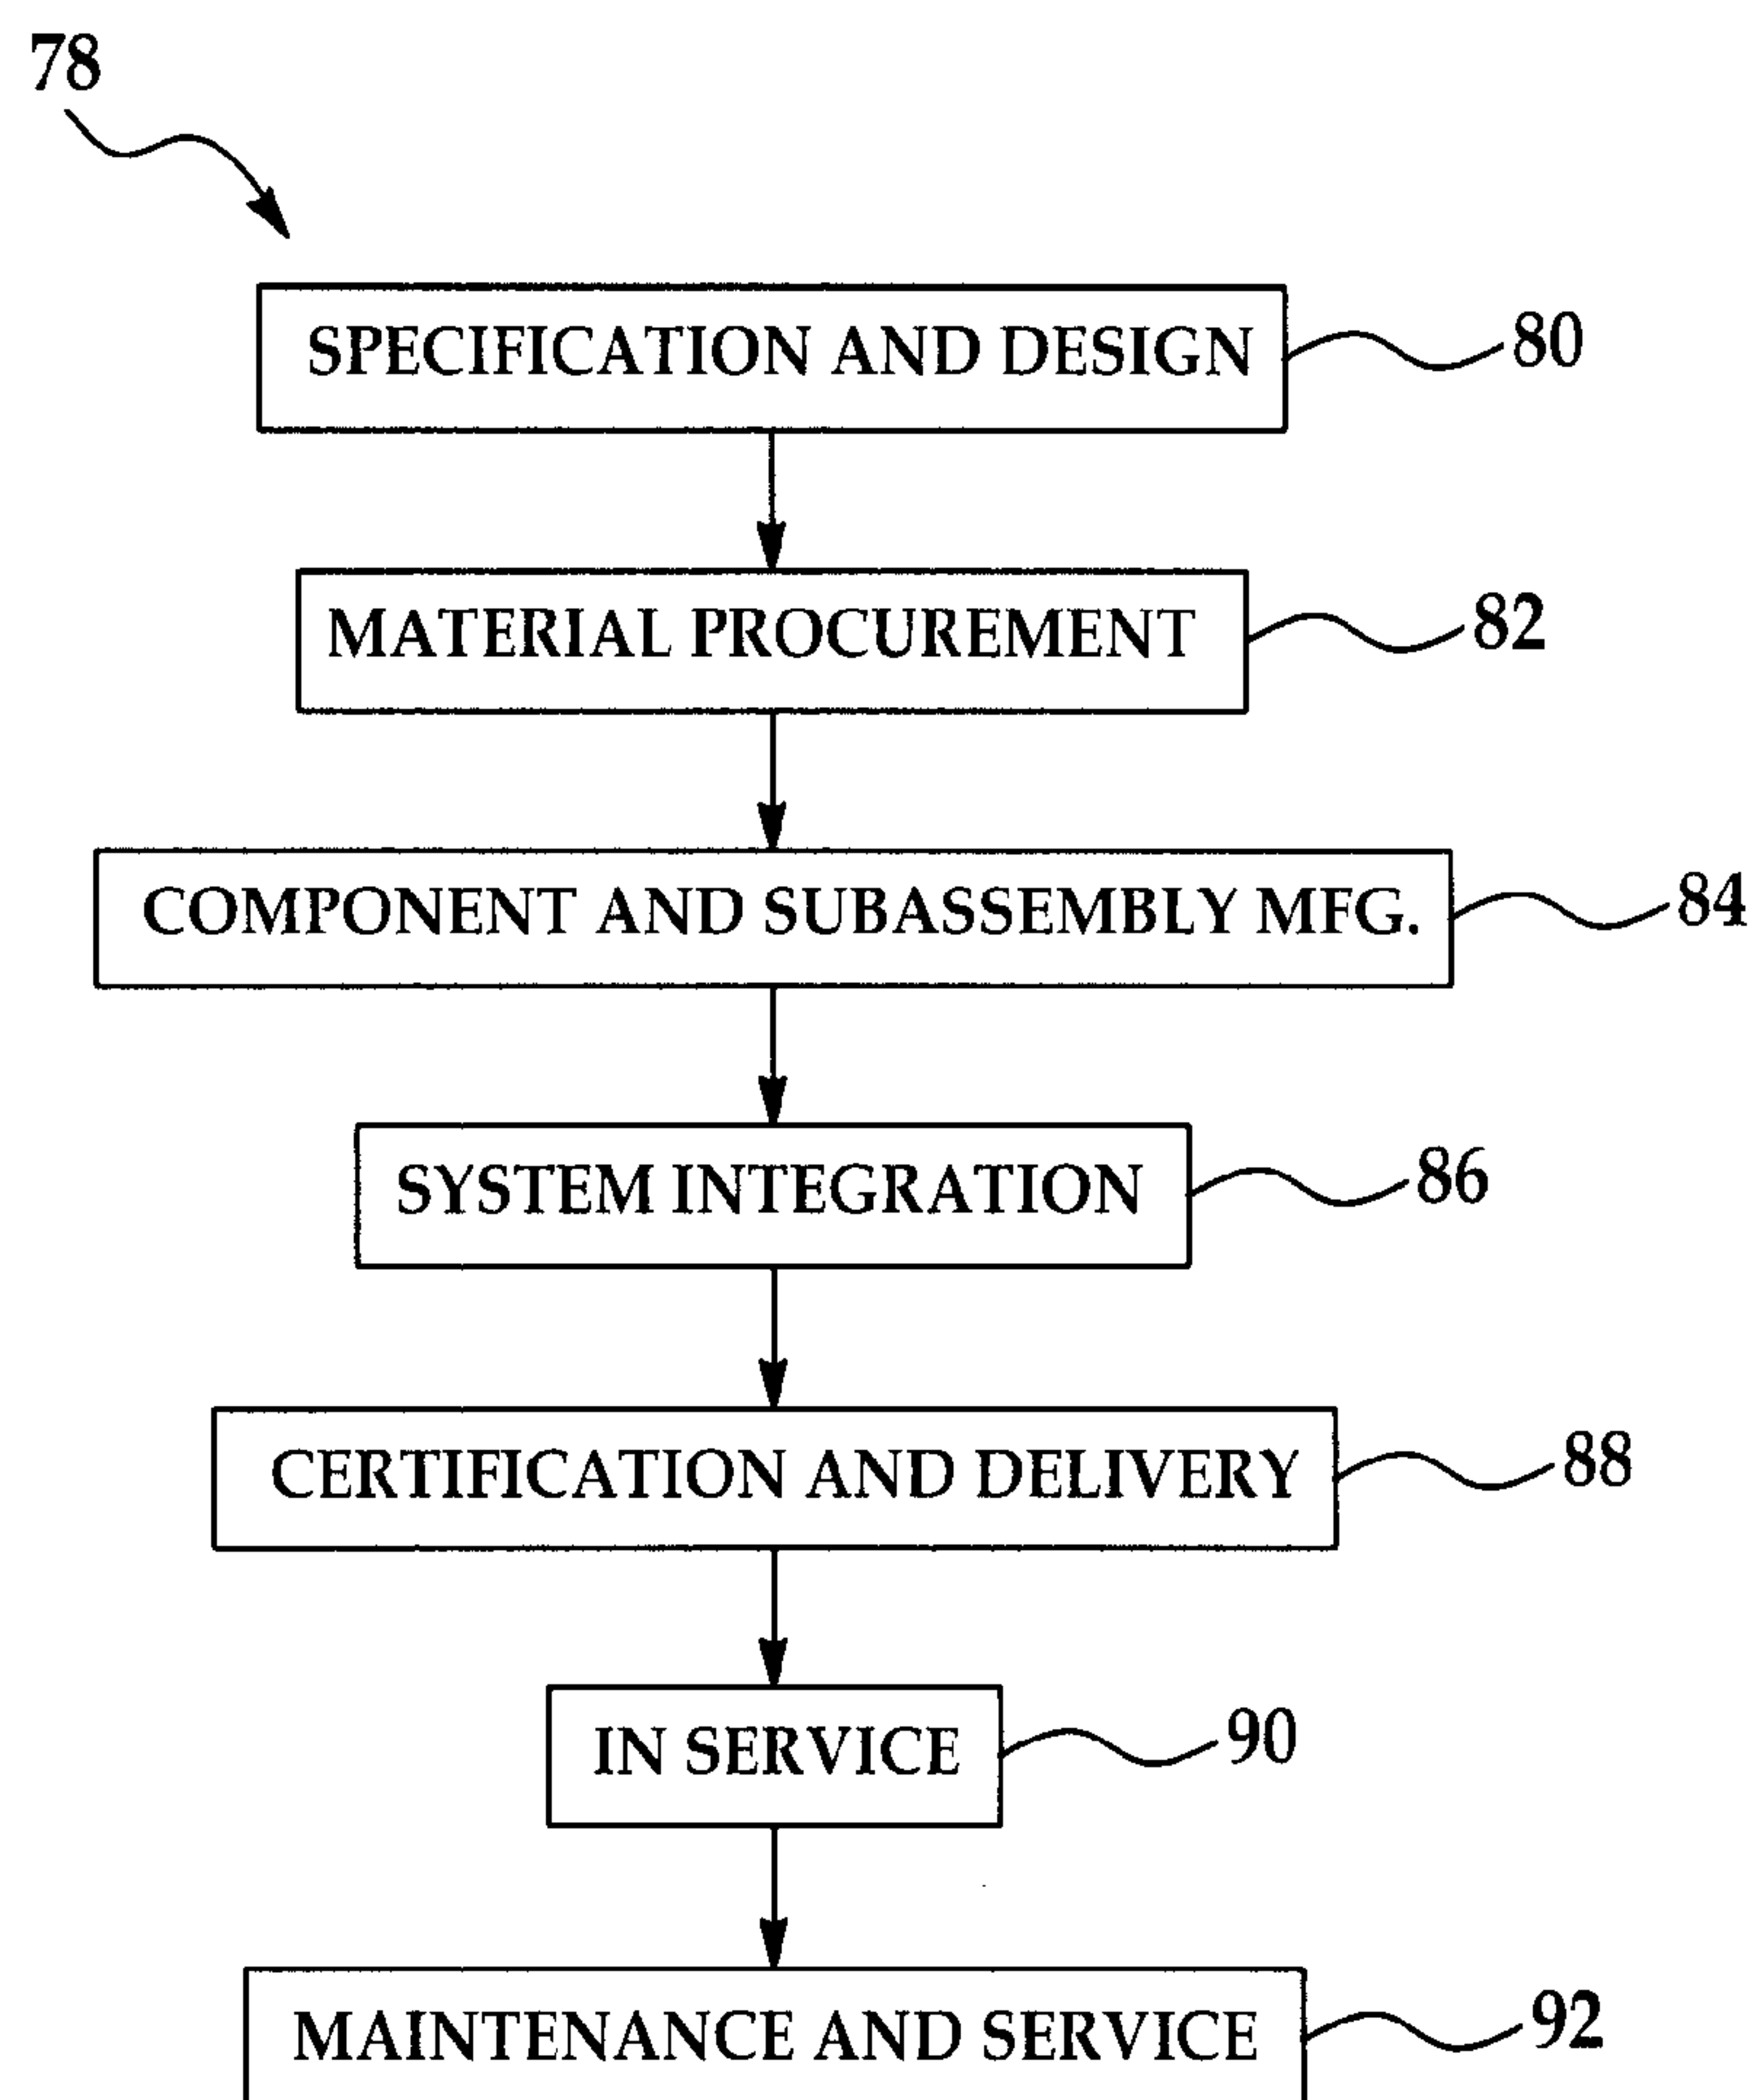 78
SPECIFICATION AND DESIGN 80
MATERIAL PROCUREMENT 82
COMPONENT AND SUBASSEMBLY MFG. 84
SYSTEM INTEGRATION 86
CERTIFICATION AND DELIVERY 88
IN SERVICE 90
MAINTENANCE AND SERVICE 92